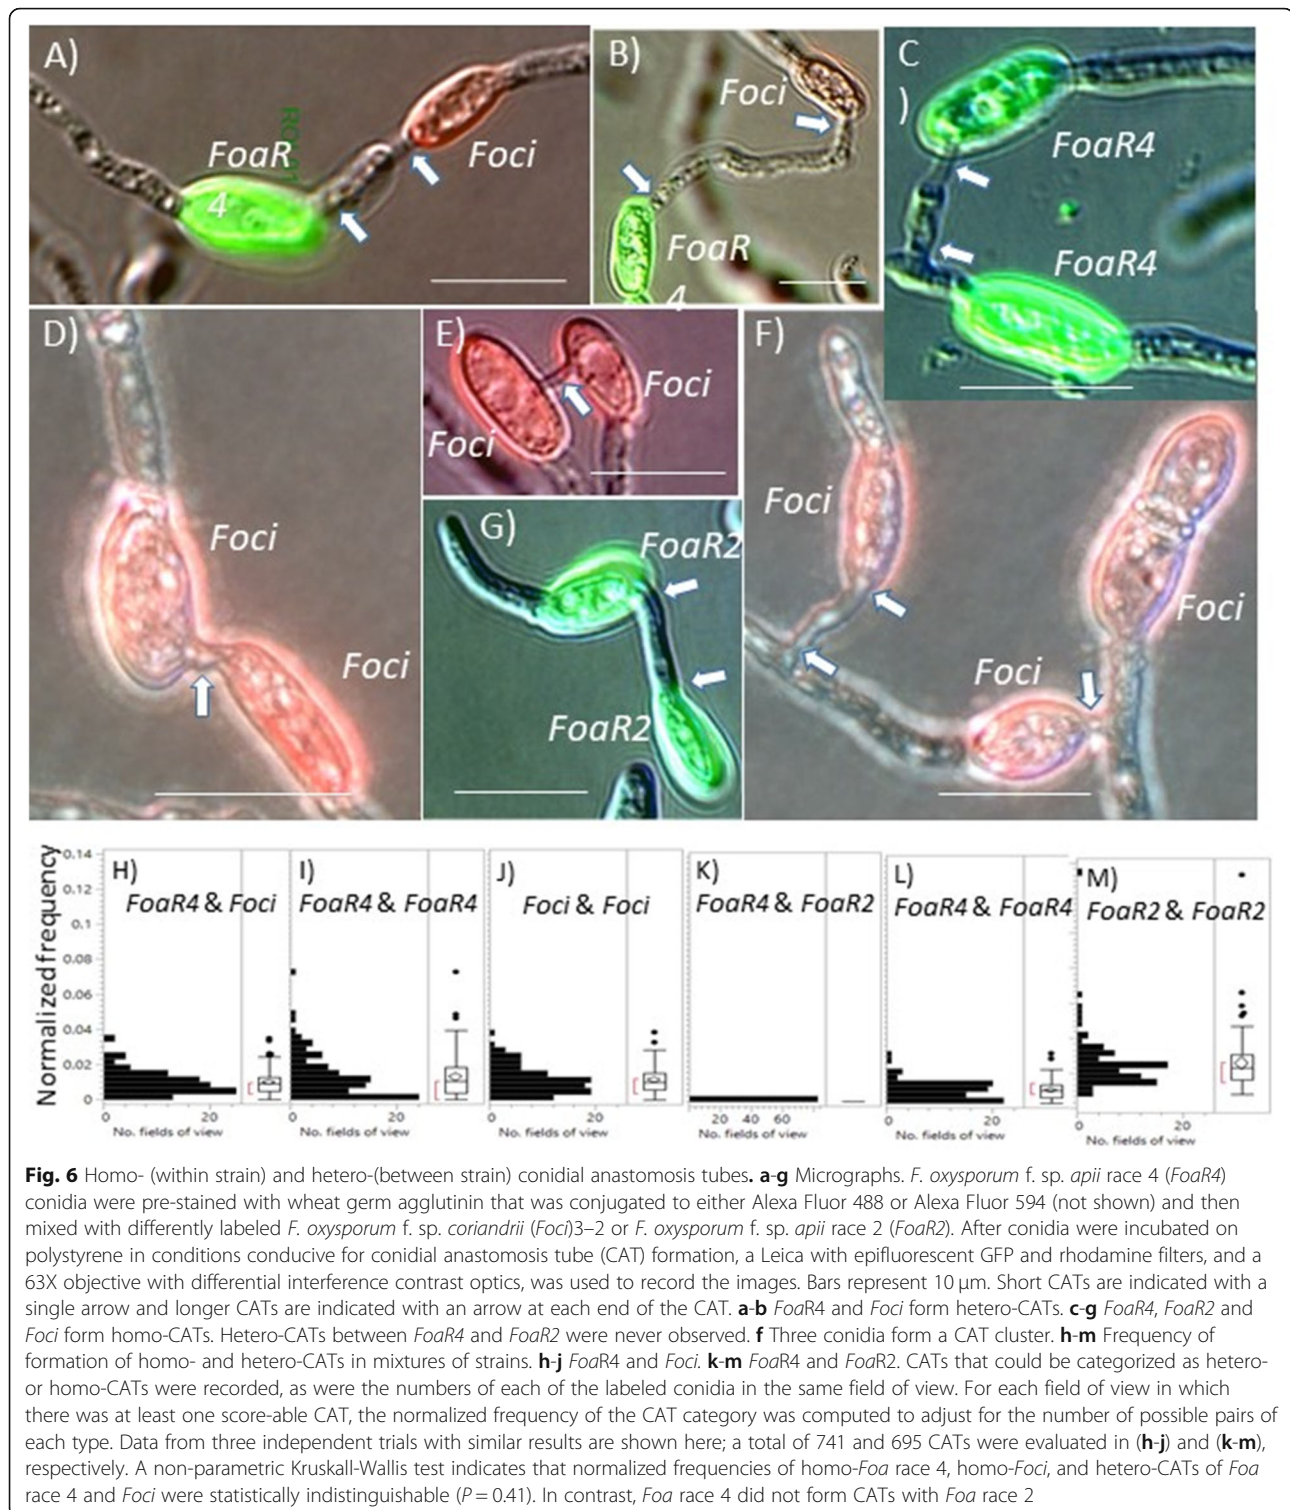 A)
FoaR
4
Foci
B)
Foci
FoaR
4
C
)
FoaR4
FoaR4
D)
Foci
Foci
E)
Foci
Foci
F)
Foci
Foci
Foci
G)
FoaR2
FoaR2
Normalized frequency
0.14
0.12
0.1
0.08
0.06
0.04
0.02
0
H)
FoaR4 & Foci
20
No. fields of view
I)
FoaR4 & FoaR4
20
No. fields of view
J)
Foci & Foci
20
No. fields of view
K)
FoaR4 & FoaR2
20 40 60
No. fields of view
L)
FoaR4 & FoaR4
20
No. fields of view
M)
FoaR2 & FoaR2
20
No. fields of view
Fig. 6 Homo- (within strain) and hetero-(between strain) conidial anastomosis tubes. a-g Micrographs. F. oxysporum f. sp. apii race 4 (FoaR4)
conidia were pre-stained with wheat germ agglutinin that was conjugated to either Alexa Fluor 488 or Alexa Fluor 594 (not shown) and then
mixed with differently labeled F. oxysporum f. sp. coriandrii (Foci)3–2 or F. oxysporum f. sp. apii race 2 (FoaR2). After conidia were incubated on
polystyrene in conditions conducive for conidial anastomosis tube (CAT) formation, a Leica with epifluorescent GFP and rhodamine filters, and a
63X objective with differential interference contrast optics, was used to record the images. Bars represent 10 μm. Short CATs are indicated with a
single arrow and longer CATs are indicated with an arrow at each end of the CAT. a-b FoaR4 and Foci form hetero-CATs. c-g FoaR4, FoaR2 and
Foci form homo-CATs. Hetero-CATs between FoaR4 and FoaR2 were never observed. f Three conidia form a CAT cluster. h-m Frequency of
formation of homo- and hetero-CATs in mixtures of strains. h-j FoaR4 and Foci. k-m FoaR4 and FoaR2. CATs that could be categorized as hetero-
or homo-CATs were recorded, as were the numbers of each of the labeled conidia in the same field of view. For each field of view in which
there was at least one score-able CAT, the normalized frequency of the CAT category was computed to adjust for the number of possible pairs of
each type. Data from three independent trials with similar results are shown here; a total of 741 and 695 CATs were evaluated in (h-j) and (k-m),
respectively. A non-parametric Kruskall-Wallis test indicates that normalized frequencies of homo-Foa race 4, homo-Foci, and hetero-CATs of Foa
race 4 and Foci were statistically indistinguishable (P = 0.41). In contrast, Foa race 4 did not form CATs with Foa race 2